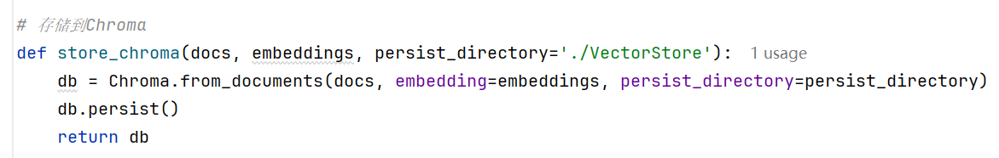 # 存储到Chroma
def store_chroma(docs, embeddings, persist_directory='./VectorStore'):  1 usage
    db = Chroma.from_documents(docs, embedding=embeddings, persist_directory=persist_directory)
    db.persist()
    return db